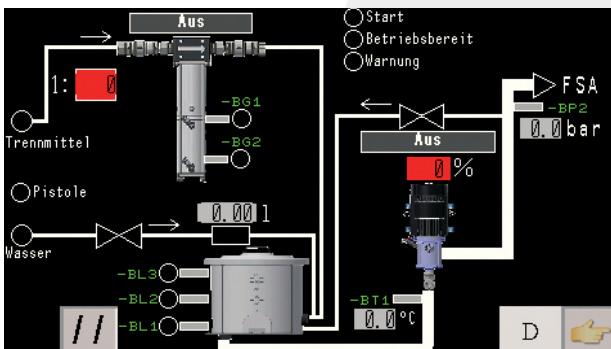 Aus
Start
Betriebsbereit
Warnung
1: 0
FSA
-BG1
-BP2
0.0 bar
Aus
Trennmittel
-BG2
0 %
Pistole
0.00 l
Wasser
-BL3
-BL2
-BT1
-BL1
0.0 °C
//
D